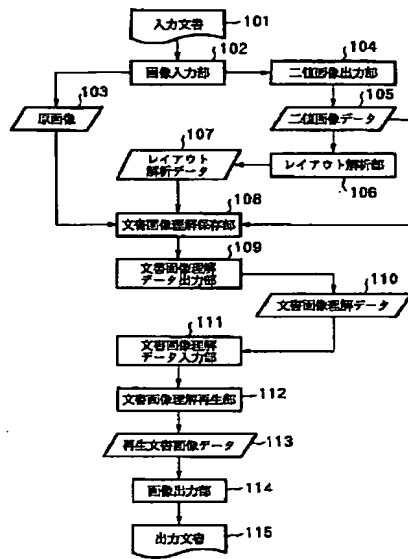 101
入力文書
102
画像入力部
104
二値画像出力部
103
原画像
105
二値画像データ
107
レイアウト
解析データ
レイアウト解析部
106
108
文書画像理解保存部
109
文書画像理解
データ出力部
110
文書画像理解データ
111
文書画像理解
データ入力部
文書画像理解再生部
112
再生文書画像データ
113
画像出力部
114
出力文書
115